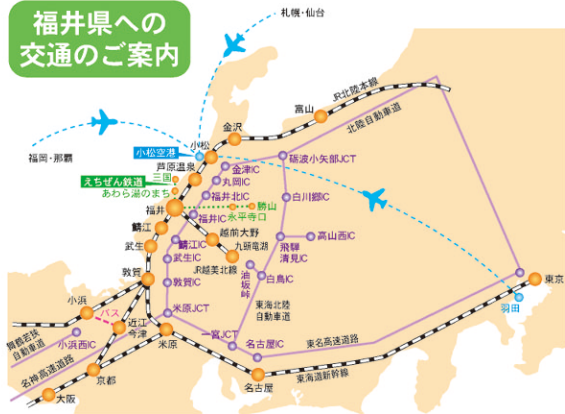 福井県への
交通のご案内
札幌・仙台
福岡・那覇
小松空港
小松
金沢
富山
JR北陸本線
北陸自動車道
芦原温泉
三国
えちぜん鉄道
あわら湯のまち
福井
勝山
永平寺口
金津IC
丸岡IC
福井北IC
福井IC
砺波小矢部JCT
白川郷IC
高山西IC
飛騨
清見IC
鯖江
武生
敦賀
鯖江IC
武生IC
敦賀IC
米原JCT
越前大野
九頭竜湖
JR越美北線
油坂峠
白鳥IC
東海北陸
自動車道
一宮JCT
名古屋IC
東名高速道路
東海道新幹線
東京
羽田
小浜
バス
近江
今津
舞鶴若狭
自動車道
小浜西IC
名神高速道路
米原
京都
大阪
名古屋